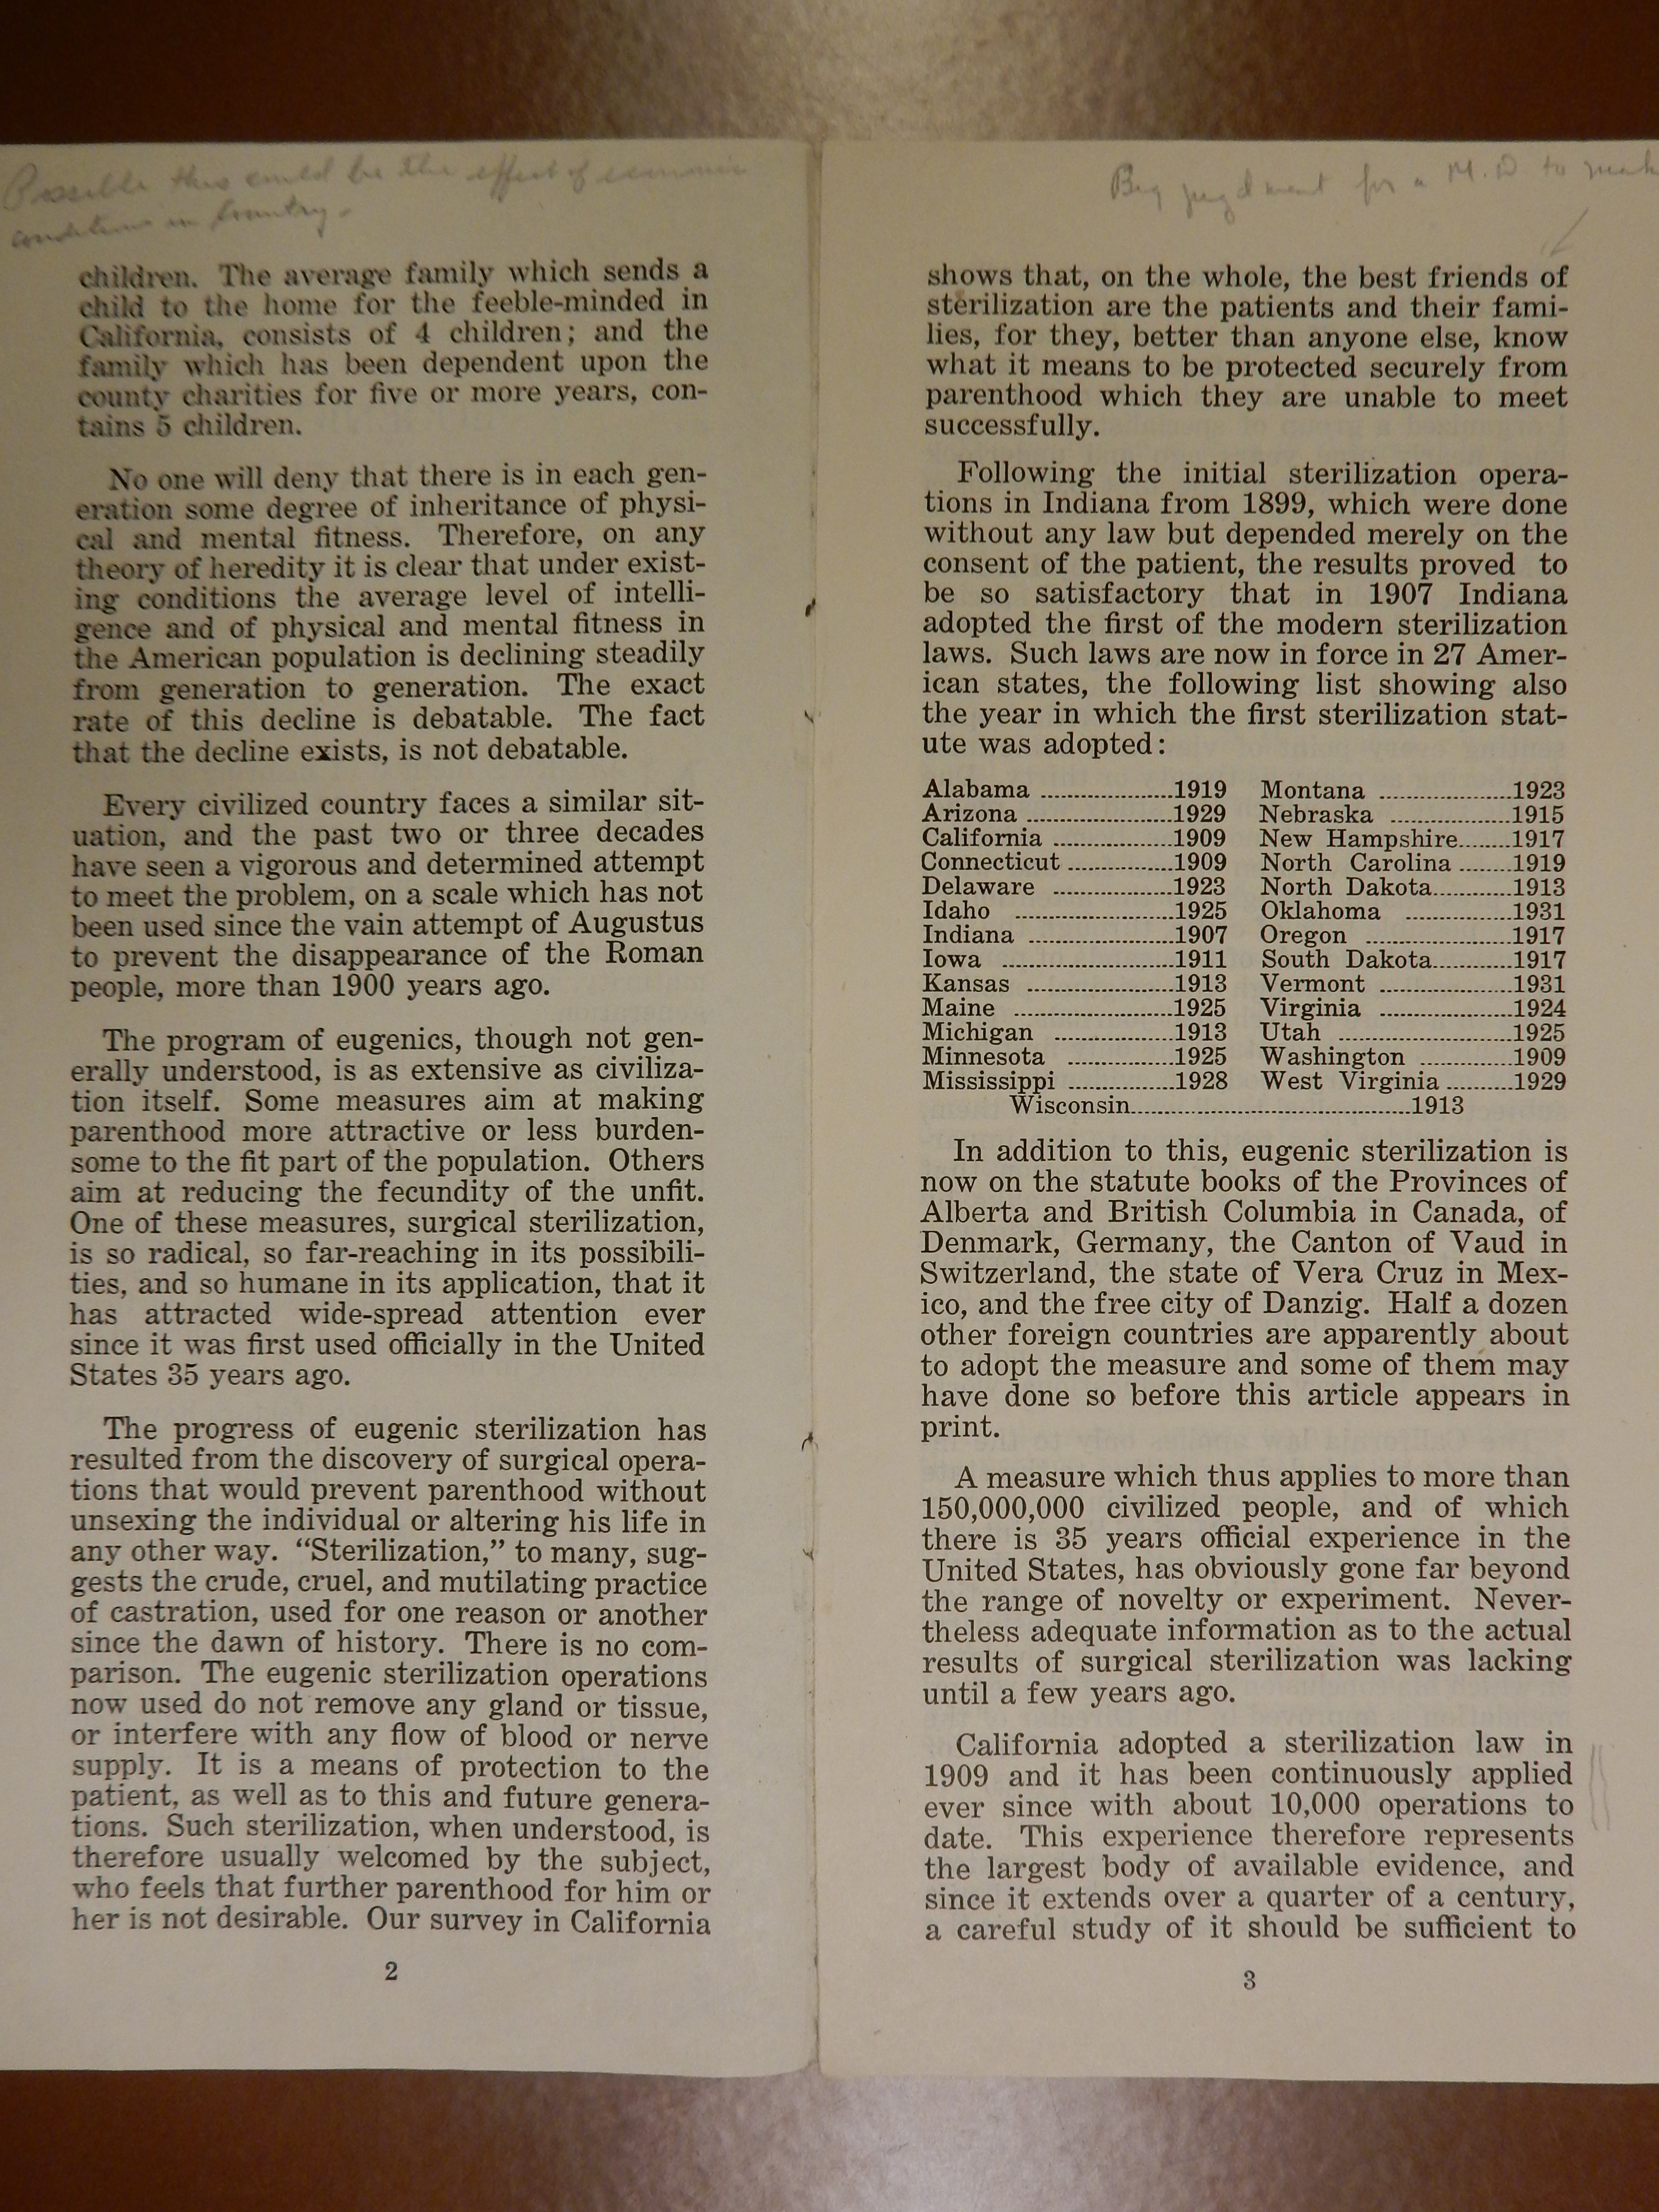 Possible this could be the effect of economic
conditions in Country.
children. The average family which sends a
child to the home for the feeble-minded in
California, consists of 4 children; and the
family which has been dependent upon the
county charities for five or more years, con-
tains 5 children.
No one will deny that there is in each gen-
eration some degree of inheritance of physi-
cal and mental fitness. Therefore, on any
theory of heredity it is clear that under exist-
ing conditions the average level of intelli-
gence and of physical and mental fitness in
the American population is declining steadily
from generation to generation. The exact
rate of this decline is debatable. The fact
that the decline exists, is not debatable.
Every civilized country faces a similar sit-
uation, and the past two or three decades
have seen a vigorous and determined attempt
to meet the problem, on a scale which has not
been used since the vain attempt of Augustus
to prevent the disappearance of the Roman
people, more than 1900 years ago.
The program of eugenics, though not gen-
erally understood, is as extensive as civiliza-
tion itself. Some measures aim at making
parenthood more attractive or less burden-
some to the fit part of the population. Others
aim at reducing the fecundity of the unfit.
One of these measures, surgical sterilization,
is so radical, so far-reaching in its possibili-
ties, and so humane in its application, that it
has attracted wide-spread attention ever
since it was first used officially in the United
States 35 years ago.
The progress of eugenic sterilization has
resulted from the discovery of surgical opera-
tions that would prevent parenthood without
unsexing the individual or altering his life in
any other way. “Sterilization,” to many, sug-
gests the crude, cruel, and mutilating practice
of castration, used for one reason or another
since the dawn of history. There is no com-
parison. The eugenic sterilization operations
now used do not remove any gland or tissue,
or interfere with any flow of blood or nerve
supply. It is a means of protection to the
patient, as well as to this and future genera-
tions. Such sterilization, when understood, is
therefore usually welcomed by the subject,
who feels that further parenthood for him or
her is not desirable. Our survey in California
2
Big for a M.D. to make
shows that, on the whole, the best friends of
sterilization are the patients and their fami-
lies, for they, better than anyone else, know
what it means to be protected securely from
parenthood which they are unable to meet
successfully.
Following the initial sterilization opera-
tions in Indiana from 1899, which were done
without any law but depended merely on the
consent of the patient, the results proved to
be so satisfactory that in 1907 Indiana
adopted the first of the modern sterilization
laws. Such laws are now in force in 27 Amer-
ican states, the following list showing also
the year in which the first sterilization stat-
ute was adopted:
Alabama ..................1919 Montana ..................1923
Arizona ....................1929 Nebraska ................1915
California ................1909 New Hampshire.......1917
Connecticut ..............1909 North Carolina .......1919
Delaware ................1923 North Dakota...........1913
Idaho ......................1925 Oklahoma ..............1931
Indiana ....................1907 Oregon ....................1917
Iowa .......................1911 South Dakota...........1917
Kansas ....................1913 Vermont ..................1931
Maine ......................1925 Virginia ..................1924
Michigan ................1913 Utah ........................1925
Minnesota ..............1925 Washington .............1909
Mississippi ..............1928 West Virginia .........1929
Wisconsin......................................1913
In addition to this, eugenic sterilization is
now on the statute books of the Provinces of
Alberta and British Columbia in Canada, of
Denmark, Germany, the Canton of Vaud in
Switzerland, the state of Vera Cruz in Mex-
ico, and the free city of Danzig. Half a dozen
other foreign countries are apparently about
to adopt the measure and some of them may
have done so before this article appears in
print.
A measure which thus applies to more than
150,000,000 civilized people, and of which
there is 35 years official experience in the
United States, has obviously gone far beyond
the range of novelty or experiment. Never-
theless adequate information as to the actual
results of surgical sterilization was lacking
until a few years ago.
California adopted a sterilization law in
1909 and it has been continuously applied
ever since with about 10,000 operations to
date. This experience therefore represents
the largest body of available evidence, and
since it extends over a quarter of a century,
a careful study of it should be sufficient to
3